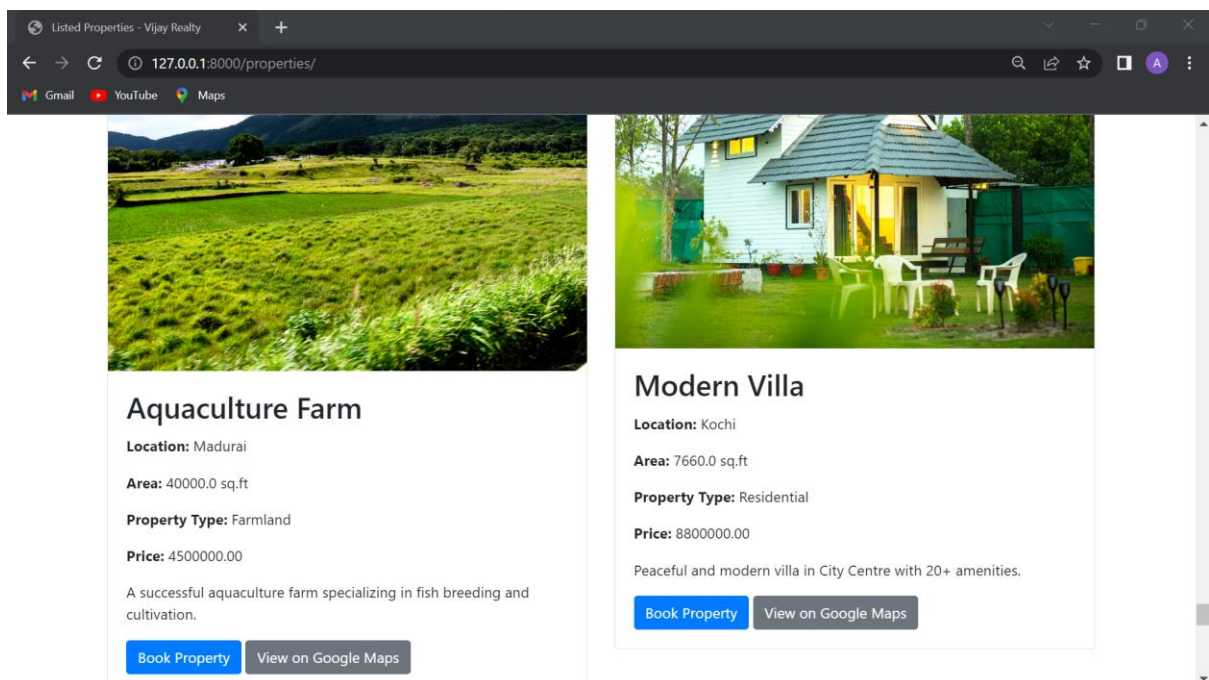 Listed Properties - Vijay Realty
127.0.0.1:8000/properties/
A
Gmail YouTube Maps
Aquaculture Farm
Location: Madurai
Area: 40000.0 sq.ft
Property Type: Farmland
Price: 4500000.00
A successful aquaculture farm specializing in fish breeding and
cultivation.
Book Property View on Google Maps
Modern Villa
Location: Kochi
Area: 7660.0 sq.ft
Property Type: Residential
Price: 8800000.00
Peaceful and modern villa in City Centre with 20+ amenities.
Book Property View on Google Maps